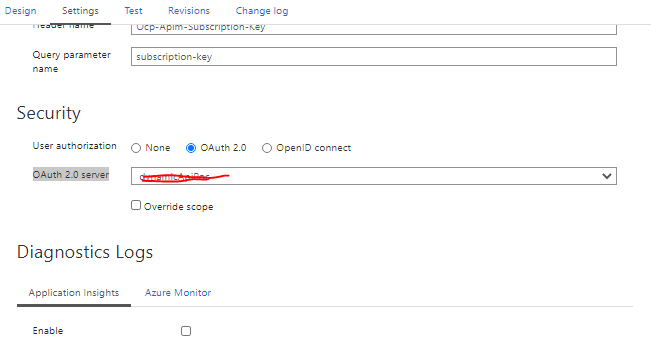 Design Settings Test Revisions Change log
Header name Ocp-Apim-Subscription-Key
Query parameter name subscription-key
Security
User authorization None OAuth 2.0 OpenID connect
OAuth 2.0 server
Override scope
Diagnostics Logs
Application Insights Azure Monitor
Enable